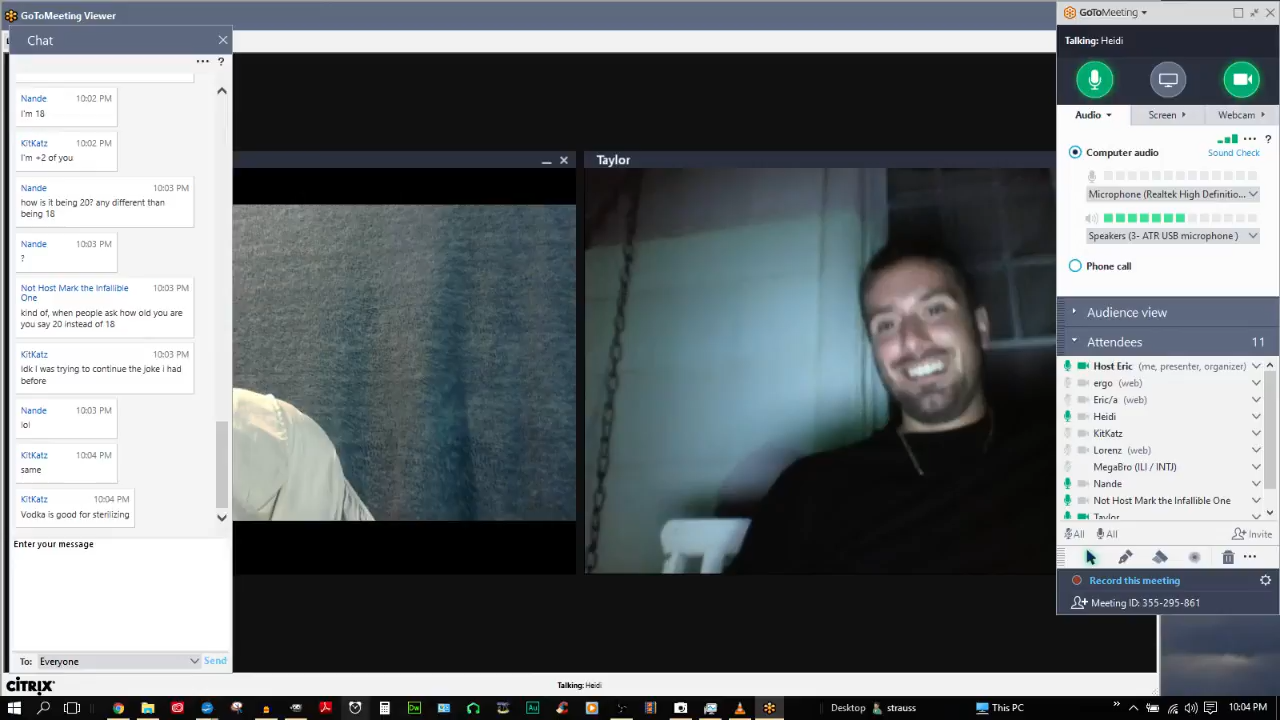 GoToMeeting Viewer
Chat
... ?
Nande 10:02 PM
I'm 18
KitKatz 10:02 PM
I'm +2 of you
Nande 10:03 PM
how is it being 20? any different than
being 18
Nande 10:03 PM
?
Not Host Mark the Infallible 10:03 PM
One
kind of, when people ask how old you are
you say 20 instead of 18
KitKatz 10:03 PM
Idk I was trying to continue the joke i had
before
Nande 10:03 PM
lol
KitKatz 10:04 PM
same
KitKatz 10:04 PM
Vodka is good for sterilizing
Enter your message
To: Everyone Send
CITRIX
Taylor
Talking: Heidi
GoToMeeting
Talking: Heidi
Audio Screen Webcam
... ?
Computer audio Sound Check
Microphone (Realtek High Definitio...
Speakers (3- ATR USB microphone )
Phone call
Audience view
Attendees 11
Host Eric (me, presenter, organizer)
ergo (web)
Eric/a (web)
Heidi
KitKatz
Lorenz (web)
MegaBro (ILI / INTJ)
Nande
Not Host Mark the Infallible One
Taylor
All All Invite
...
Record this meeting
Meeting ID: 355-295-861
Dw Au Desktop strauss This PC 10:04 PM